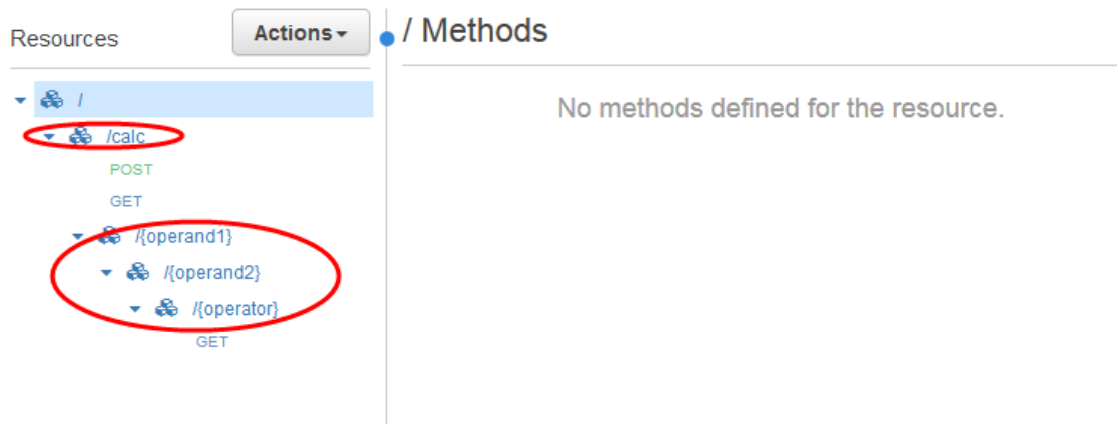 Resources
Actions
/
/calc
POST
GET
/{operand1}
/{operand2}
/{operator}
GET
/ Methods
No methods defined for the resource.